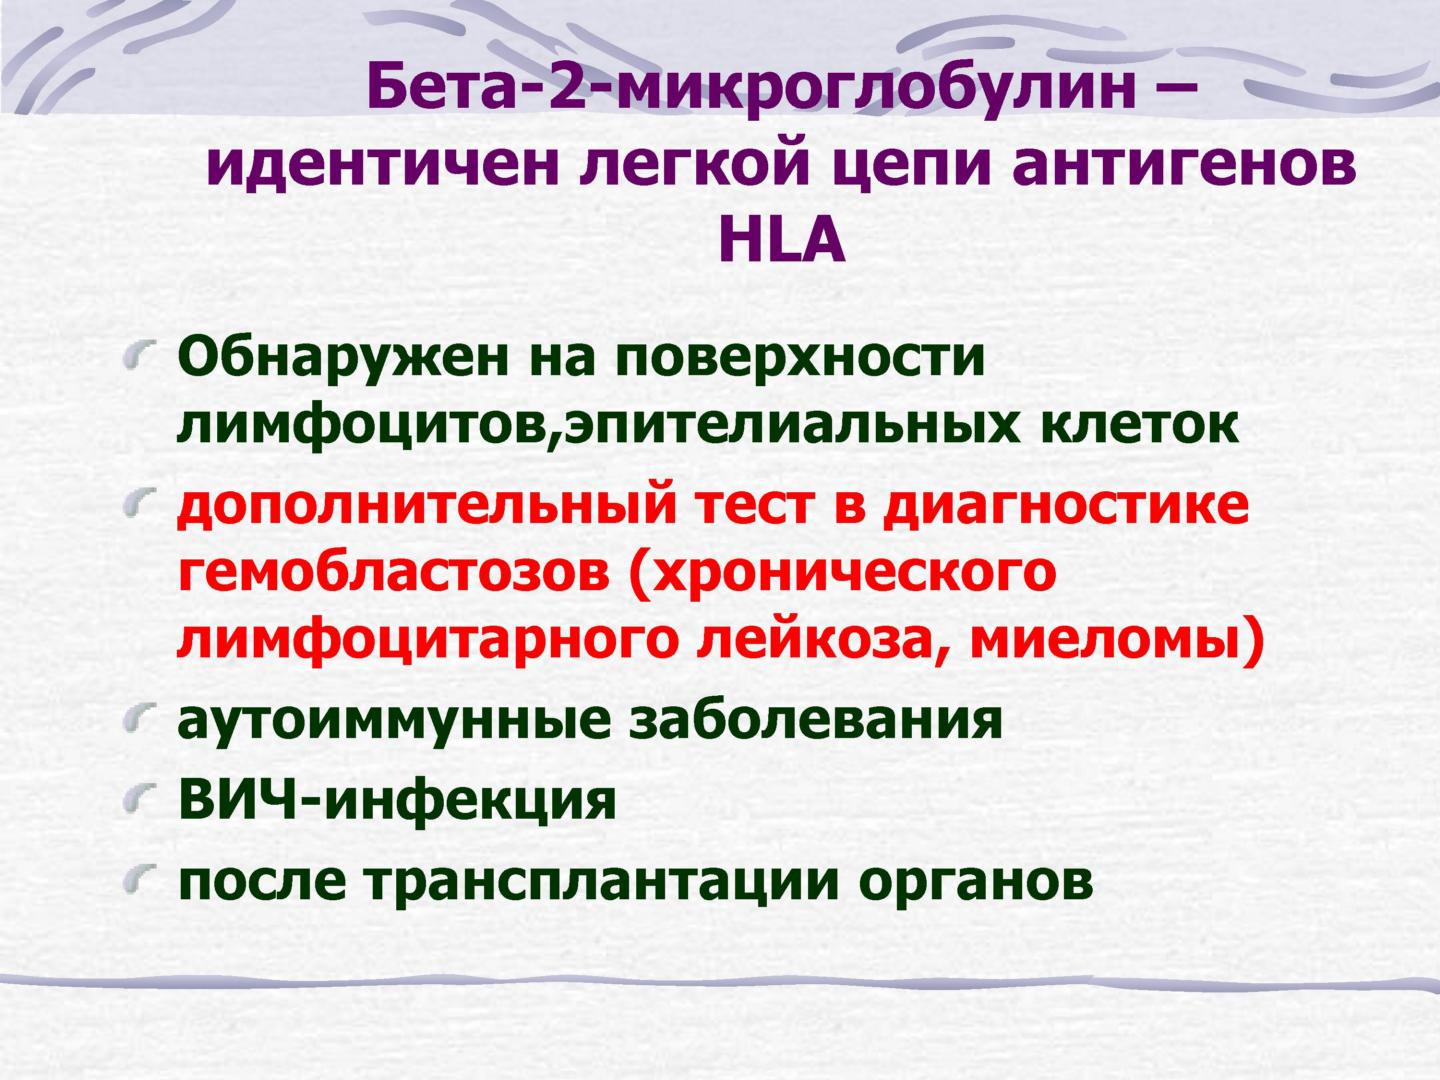 Бета-2-микроглобулин –
идентичен легкой цепи антигенов
HLA
Обнаружен на поверхности
лимфоцитов,эпителиальных клеток
дополнительный тест в диагностике
гемобластозов (хронического
лимфоцитарного лейкоза, миеломы)
аутоиммунные заболевания
ВИЧ-инфекция
после трансплантации органов